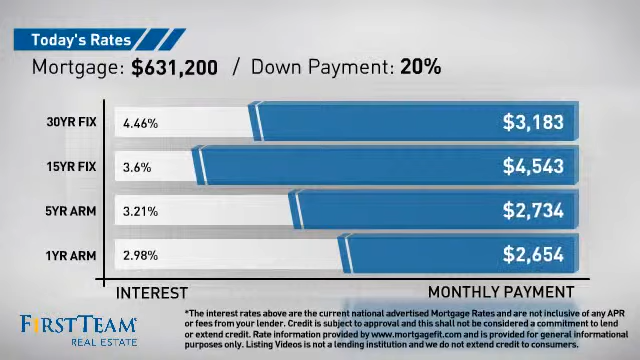 Today's Rates
Mortgage: $631,200 / Down Payment: 20%
30YR FIX 4.46% $3,183
15YR FIX 3.6% $4,543
5YR ARM 3.21% $2,734
1YR ARM 2.98% $2,654
INTEREST MONTHLY PAYMENT
FIRSTTEAM®
REAL ESTATE
*The interest rates above are the current national advertised Mortgage Rates and are not inclusive of any APR
or fees from your lender. Credit is subject to approval and this shall not be considered a commitment to lend
or extend credit. Rate information provided by www.mortgagefit.com and is provided for general informational
purposes only. Listing Videos is not a lending institution and we do not extend credit to consumers.